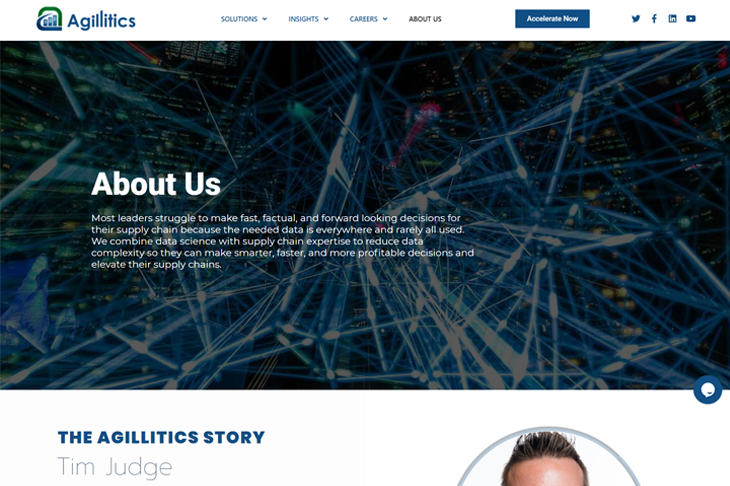 Agillitics
SOLUTIONS
INSIGHTS
CAREERS
ABOUT US
Accelerate Now
About Us
Most leaders struggle to make fast, factual, and forward looking decisions for
their supply chain because the needed data is everywhere and rarely all used.
We combine data science with supply chain expertise to reduce data
complexity so they can make smarter, faster, and more profitable decisions and
elevate their supply chains.
THE AGILLITICS STORY
Tim Judge